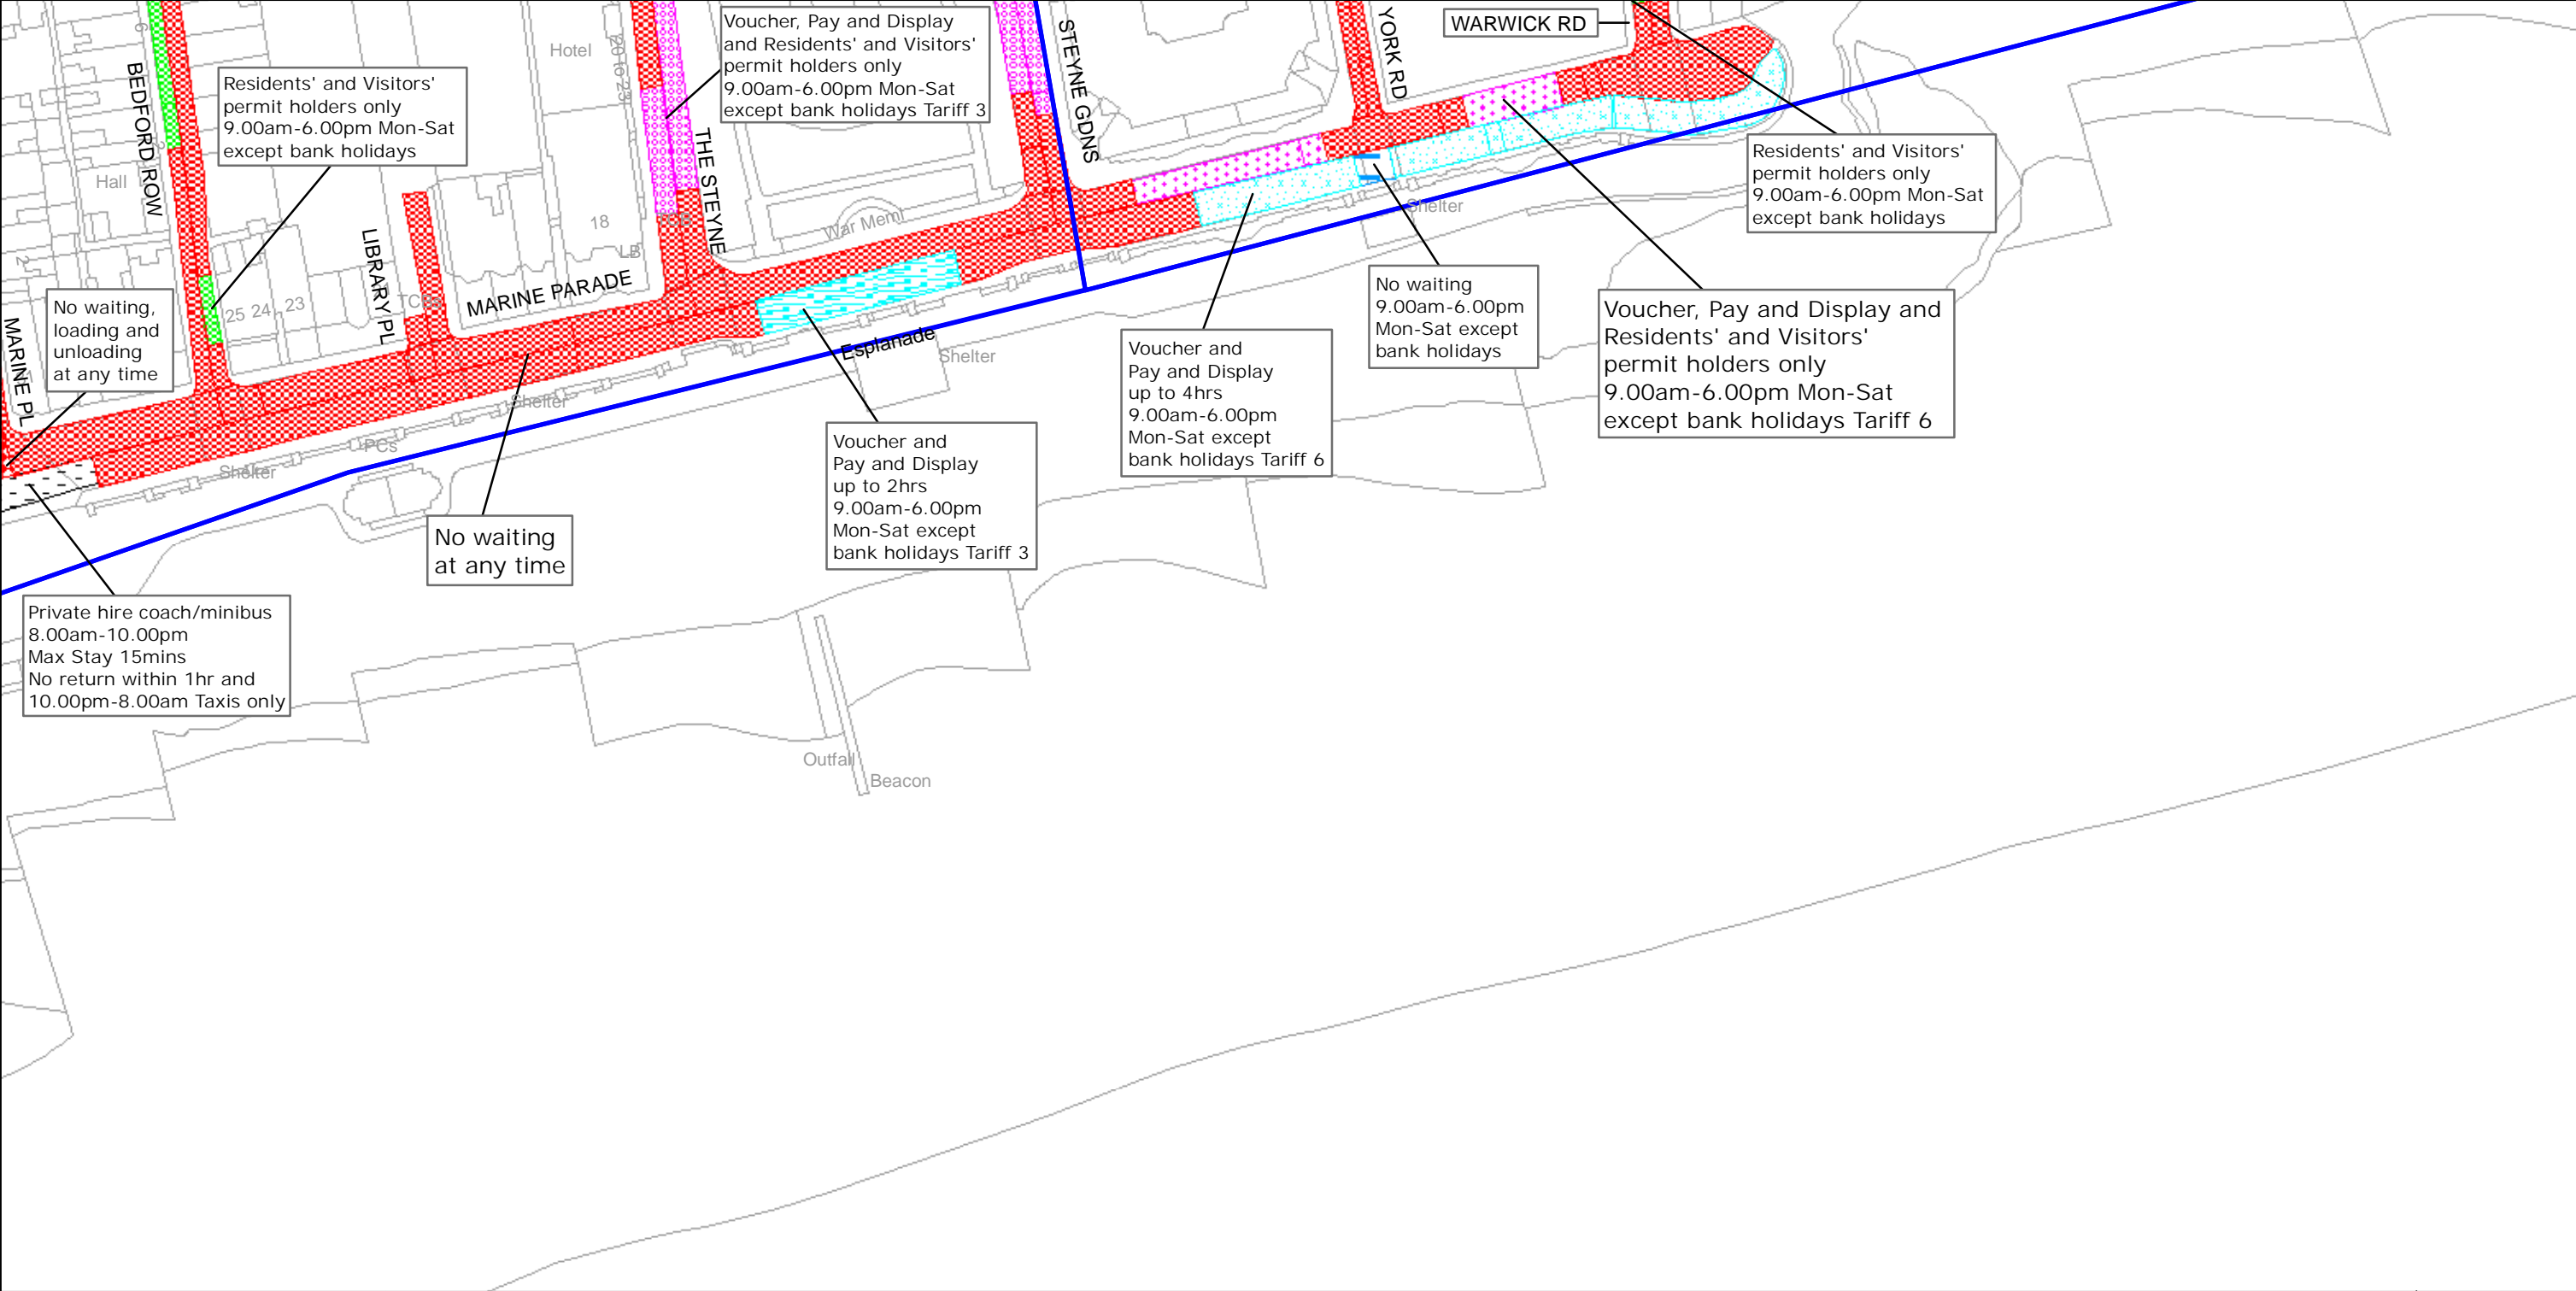 Voucher, Pay and Display
and Residents' and Visitors'
permit holders only
9.00am-6.00pm Mon-Sat
except bank holidays Tariff 3
WARWICK RD
YORK RD
STEYNE GDNS
Hotel
20 to 23
6
BEDFORD ROW
Residents' and Visitors'
permit holders only
9.00am-6.00pm Mon-Sat
except bank holidays
THE STEYNE
Hall
18
LB
War Meml
Shelter
Residents' and Visitors'
permit holders only
9.00am-6.00pm Mon-Sat
except bank holidays
2
LIBRARY PL
TCBs
MARINE PARADE
25 24 23
No waiting,
loading and
unloading
at any time
MARINE PL
No waiting
9.00am-6.00pm
Mon-Sat except
bank holidays
Voucher, Pay and Display and
Residents' and Visitors'
permit holders only
9.00am-6.00pm Mon-Sat
except bank holidays Tariff 6
Esplanade
Shelter
Voucher and
Pay and Display
up to 4hrs
9.00am-6.00pm
Mon-Sat except
bank holidays Tariff 6
Shelter
PCs
Shelter
Voucher and
Pay and Display
up to 2hrs
9.00am-6.00pm
Mon-Sat except
bank holidays Tariff 3
No waiting
at any time
Private hire coach/minibus
8.00am-10.00pm
Max Stay 15mins
No return within 1hr and
10.00pm-8.00am Taxis only
Outfall
Beacon